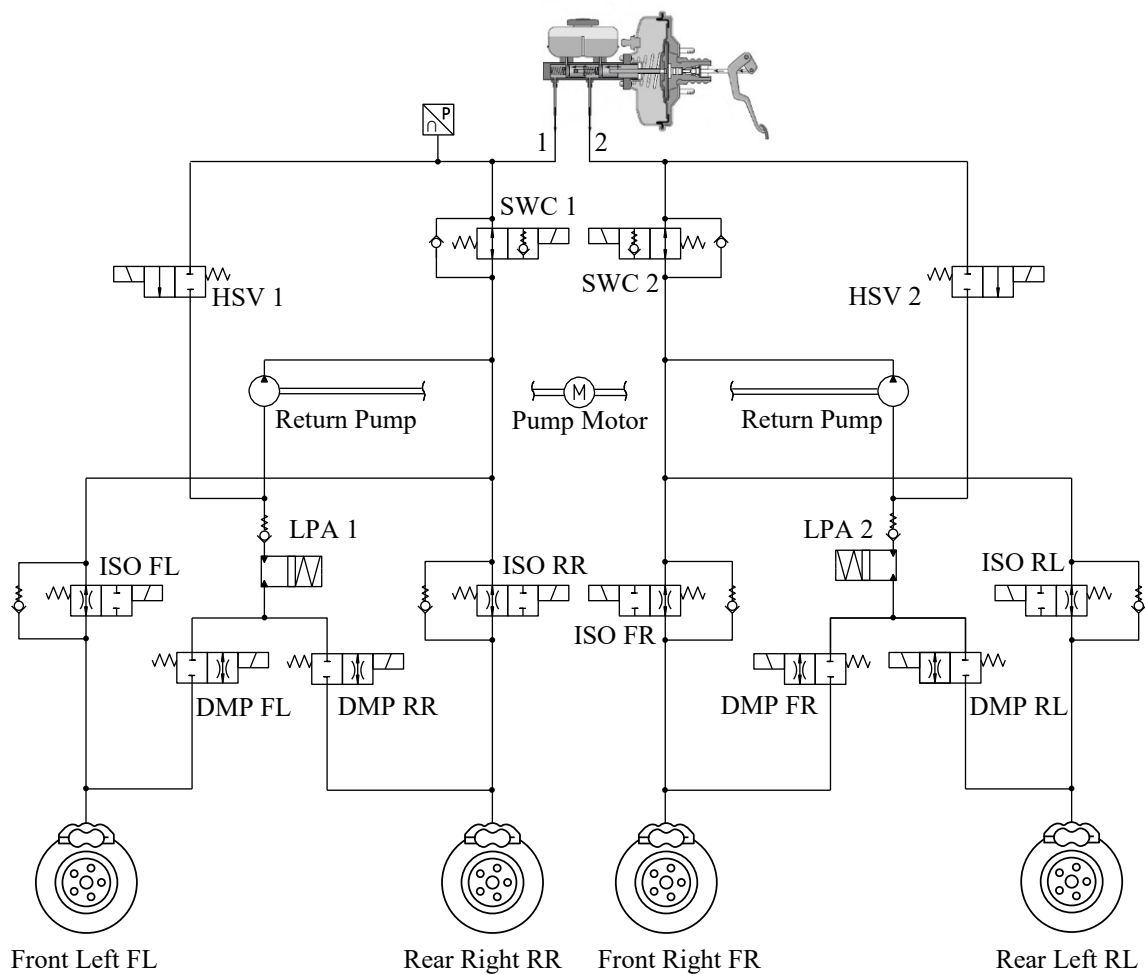 P
1
2
SWC 1
SWC 2
HSV 1
HSV 2
M
Return Pump
Pump Motor
Return Pump
LPA 1
LPA 2
ISO FL
ISO RR
ISO FR
ISO RL
DMP FL
DMP RR
DMP FR
DMP RL
Front Left FL
Rear Right RR
Front Right FR
Rear Left RL